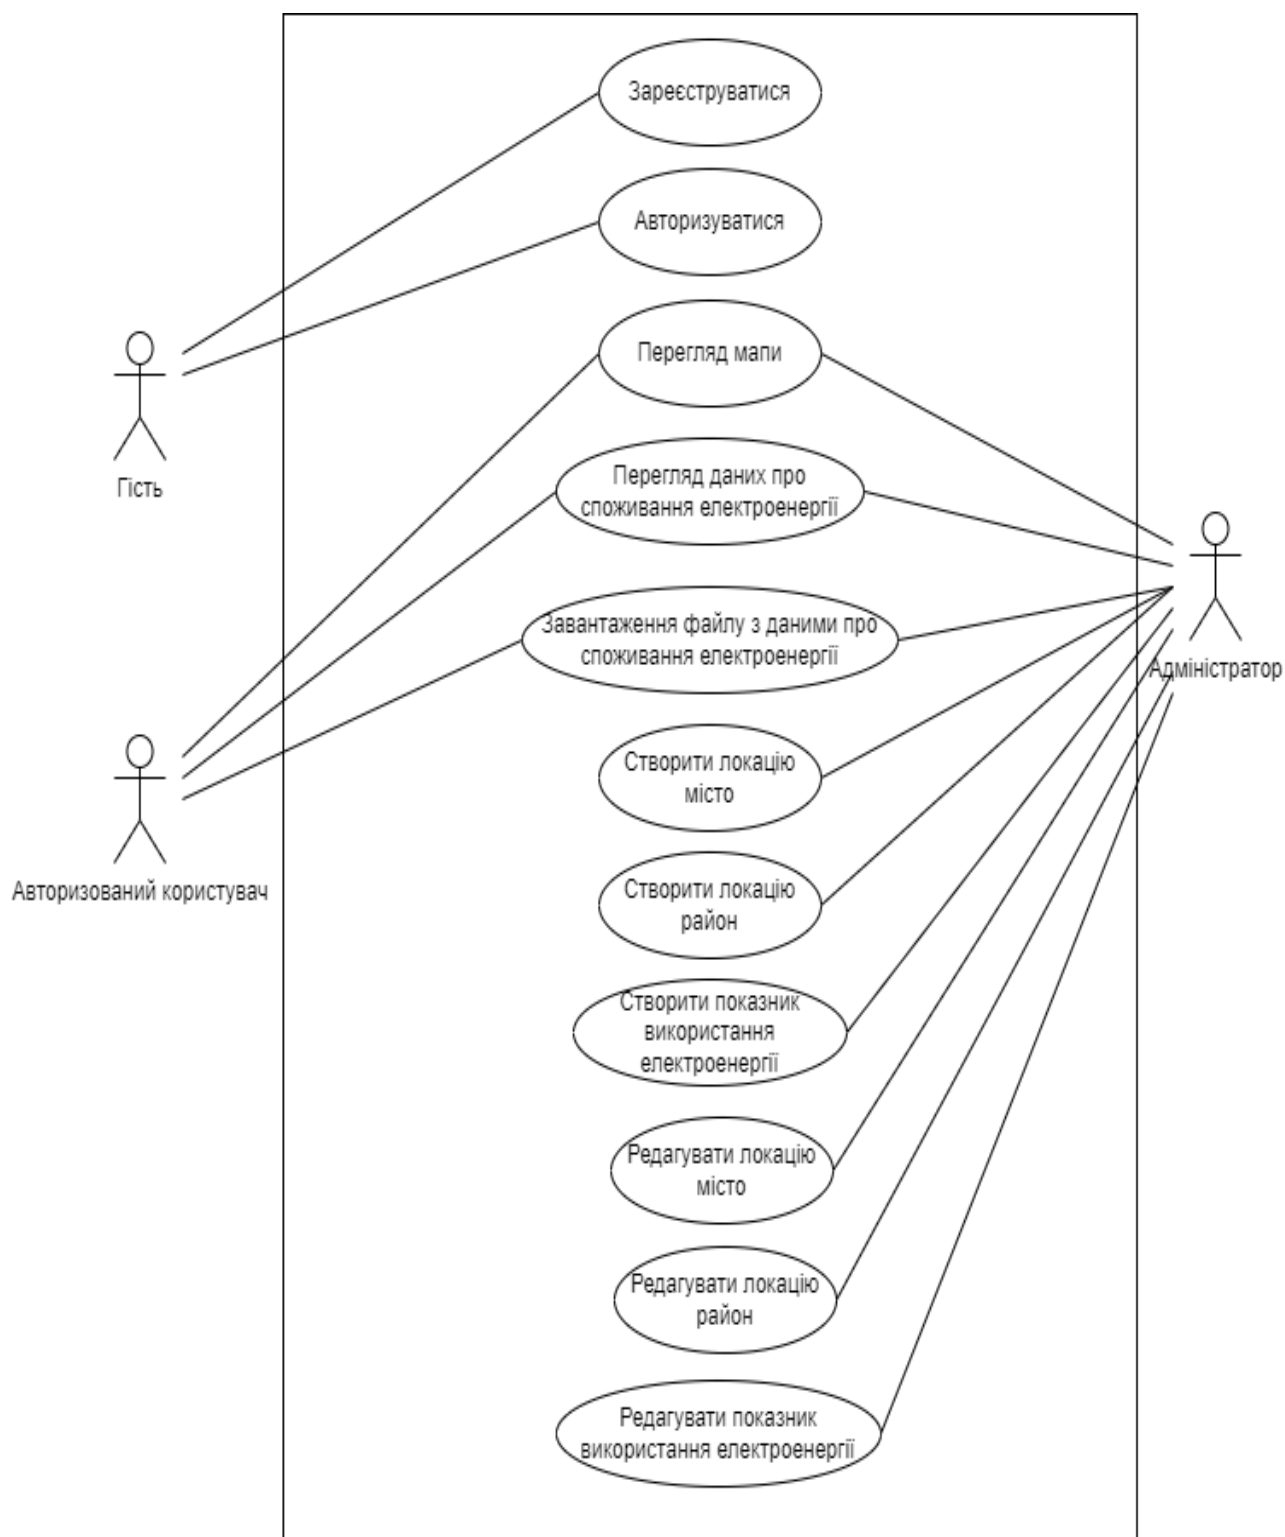 Зареєструватися
Авторизуватися
Перегляд мапи
Гість
Перегляд даних про
споживання електроенергії
Завантаження файлу з даними про
споживання електроенергії
Адміністратор
Створити локацію
місто
Авторизований користувач
Створити локацію
район
Створити показник
використання
електроенергії
Редагувати локацію
місто
Редагувати локацію
район
Редагувати показник
використання електроенергії